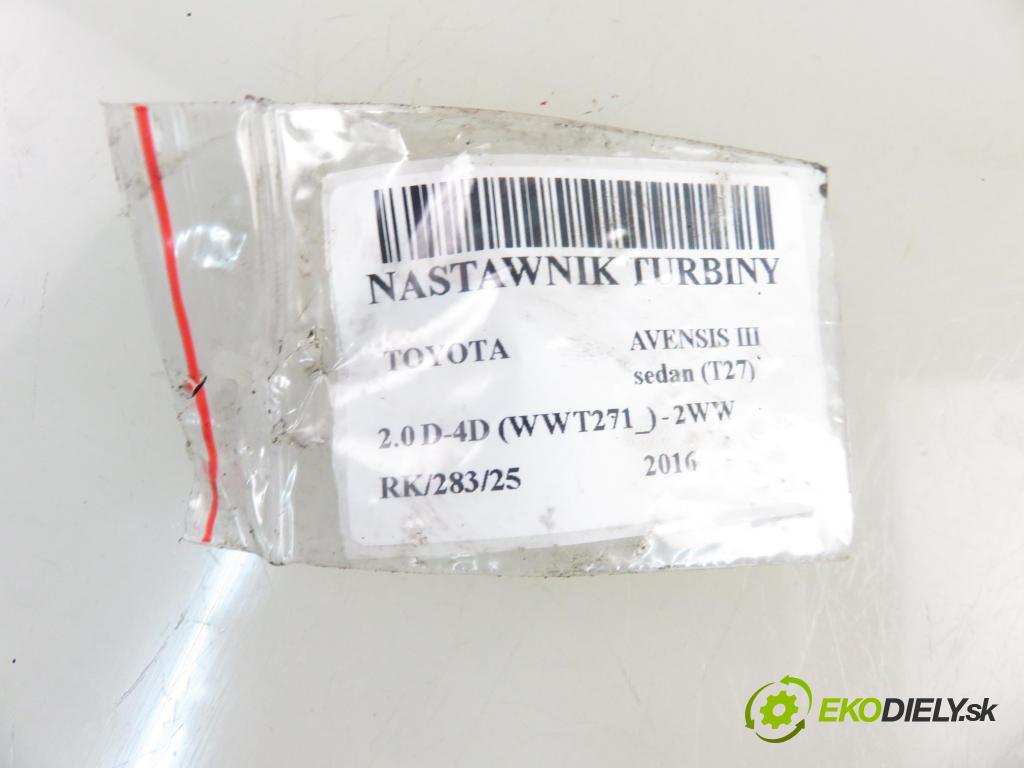 NASTAWNIK TURBINY
TOYOTA AVENSIS III
sedan (T27)
2.0 D-4D (WWT271_) - 2WW
RK/283/25 2016
EKODIELY.sk